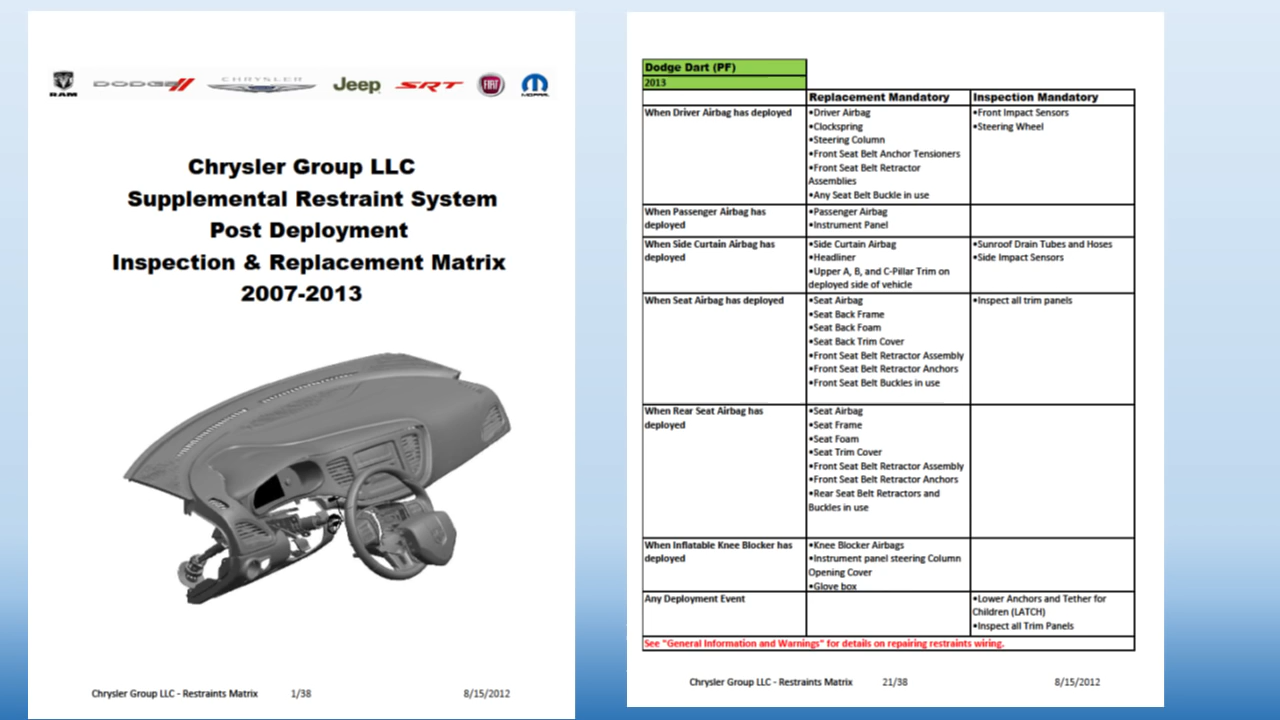 RAM
DODGE
CHRYSLER
Jeep
SRT
FIAT
MOPAR
Chrysler Group LLC
Supplemental Restraint System
Post Deployment
Inspection & Replacement Matrix
2007-2013
Chrysler Group LLC - Restraints Matrix 1/38 8/15/2012
Dodge Dart (PF)
2013
Replacement Mandatory Inspection Mandatory
When Driver Airbag has deployed
•Driver Airbag
•Clockspring
•Steering Column
•Front Seat Belt Anchor Tensioners
•Front Seat Belt Retractor
Assemblies
•Any Seat Belt Buckle in use
•Front Impact Sensors
•Steering Wheel
When Passenger Airbag has
deployed
•Passenger Airbag
•Instrument Panel
When Side Curtain Airbag has
deployed
•Side Curtain Airbag
•Headliner
•Upper A, B, and C-Pillar Trim on
deployed side of vehicle
•Sunroof Drain Tubes and Hoses
•Side Impact Sensors
When Seat Airbag has deployed
•Seat Airbag
•Seat Back Frame
•Seat Back Foam
•Seat Back Trim Cover
•Front Seat Belt Retractor Assembly
•Front Seat Belt Retractor Anchors
•Front Seat Belt Buckles in use
•Inspect all trim panels
When Rear Seat Airbag has
deployed
•Seat Airbag
•Seat Frame
•Seat Foam
•Seat Trim Cover
•Front Seat Belt Retractor Assembly
•Front Seat Belt Retractor Anchors
•Rear Seat Belt Retractors and
Buckles in use
When Inflatable Knee Blocker has
deployed
•Knee Blocker Airbags
•Instrument panel steering Column
Opening Cover
•Glove box
Any Deployment Event
•Lower Anchors and Tether for
Children (LATCH)
•Inspect all Trim Panels
See "General Information and Warnings" for details on repairing restraints wiring.
Chrysler Group LLC - Restraints Matrix 21/38 8/15/2012